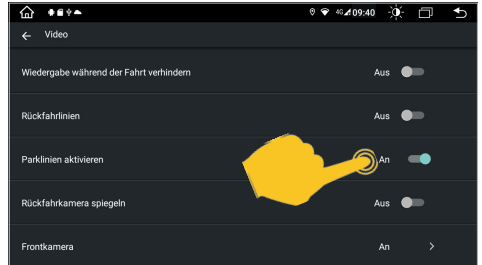 4G 09:40
Video
Wiedergabe während der Fahrt verhindern Aus
Rückfahrlinien Aus
Parklinien aktivieren An
Rückfahrkamera spiegeln Aus
Frontkamera An